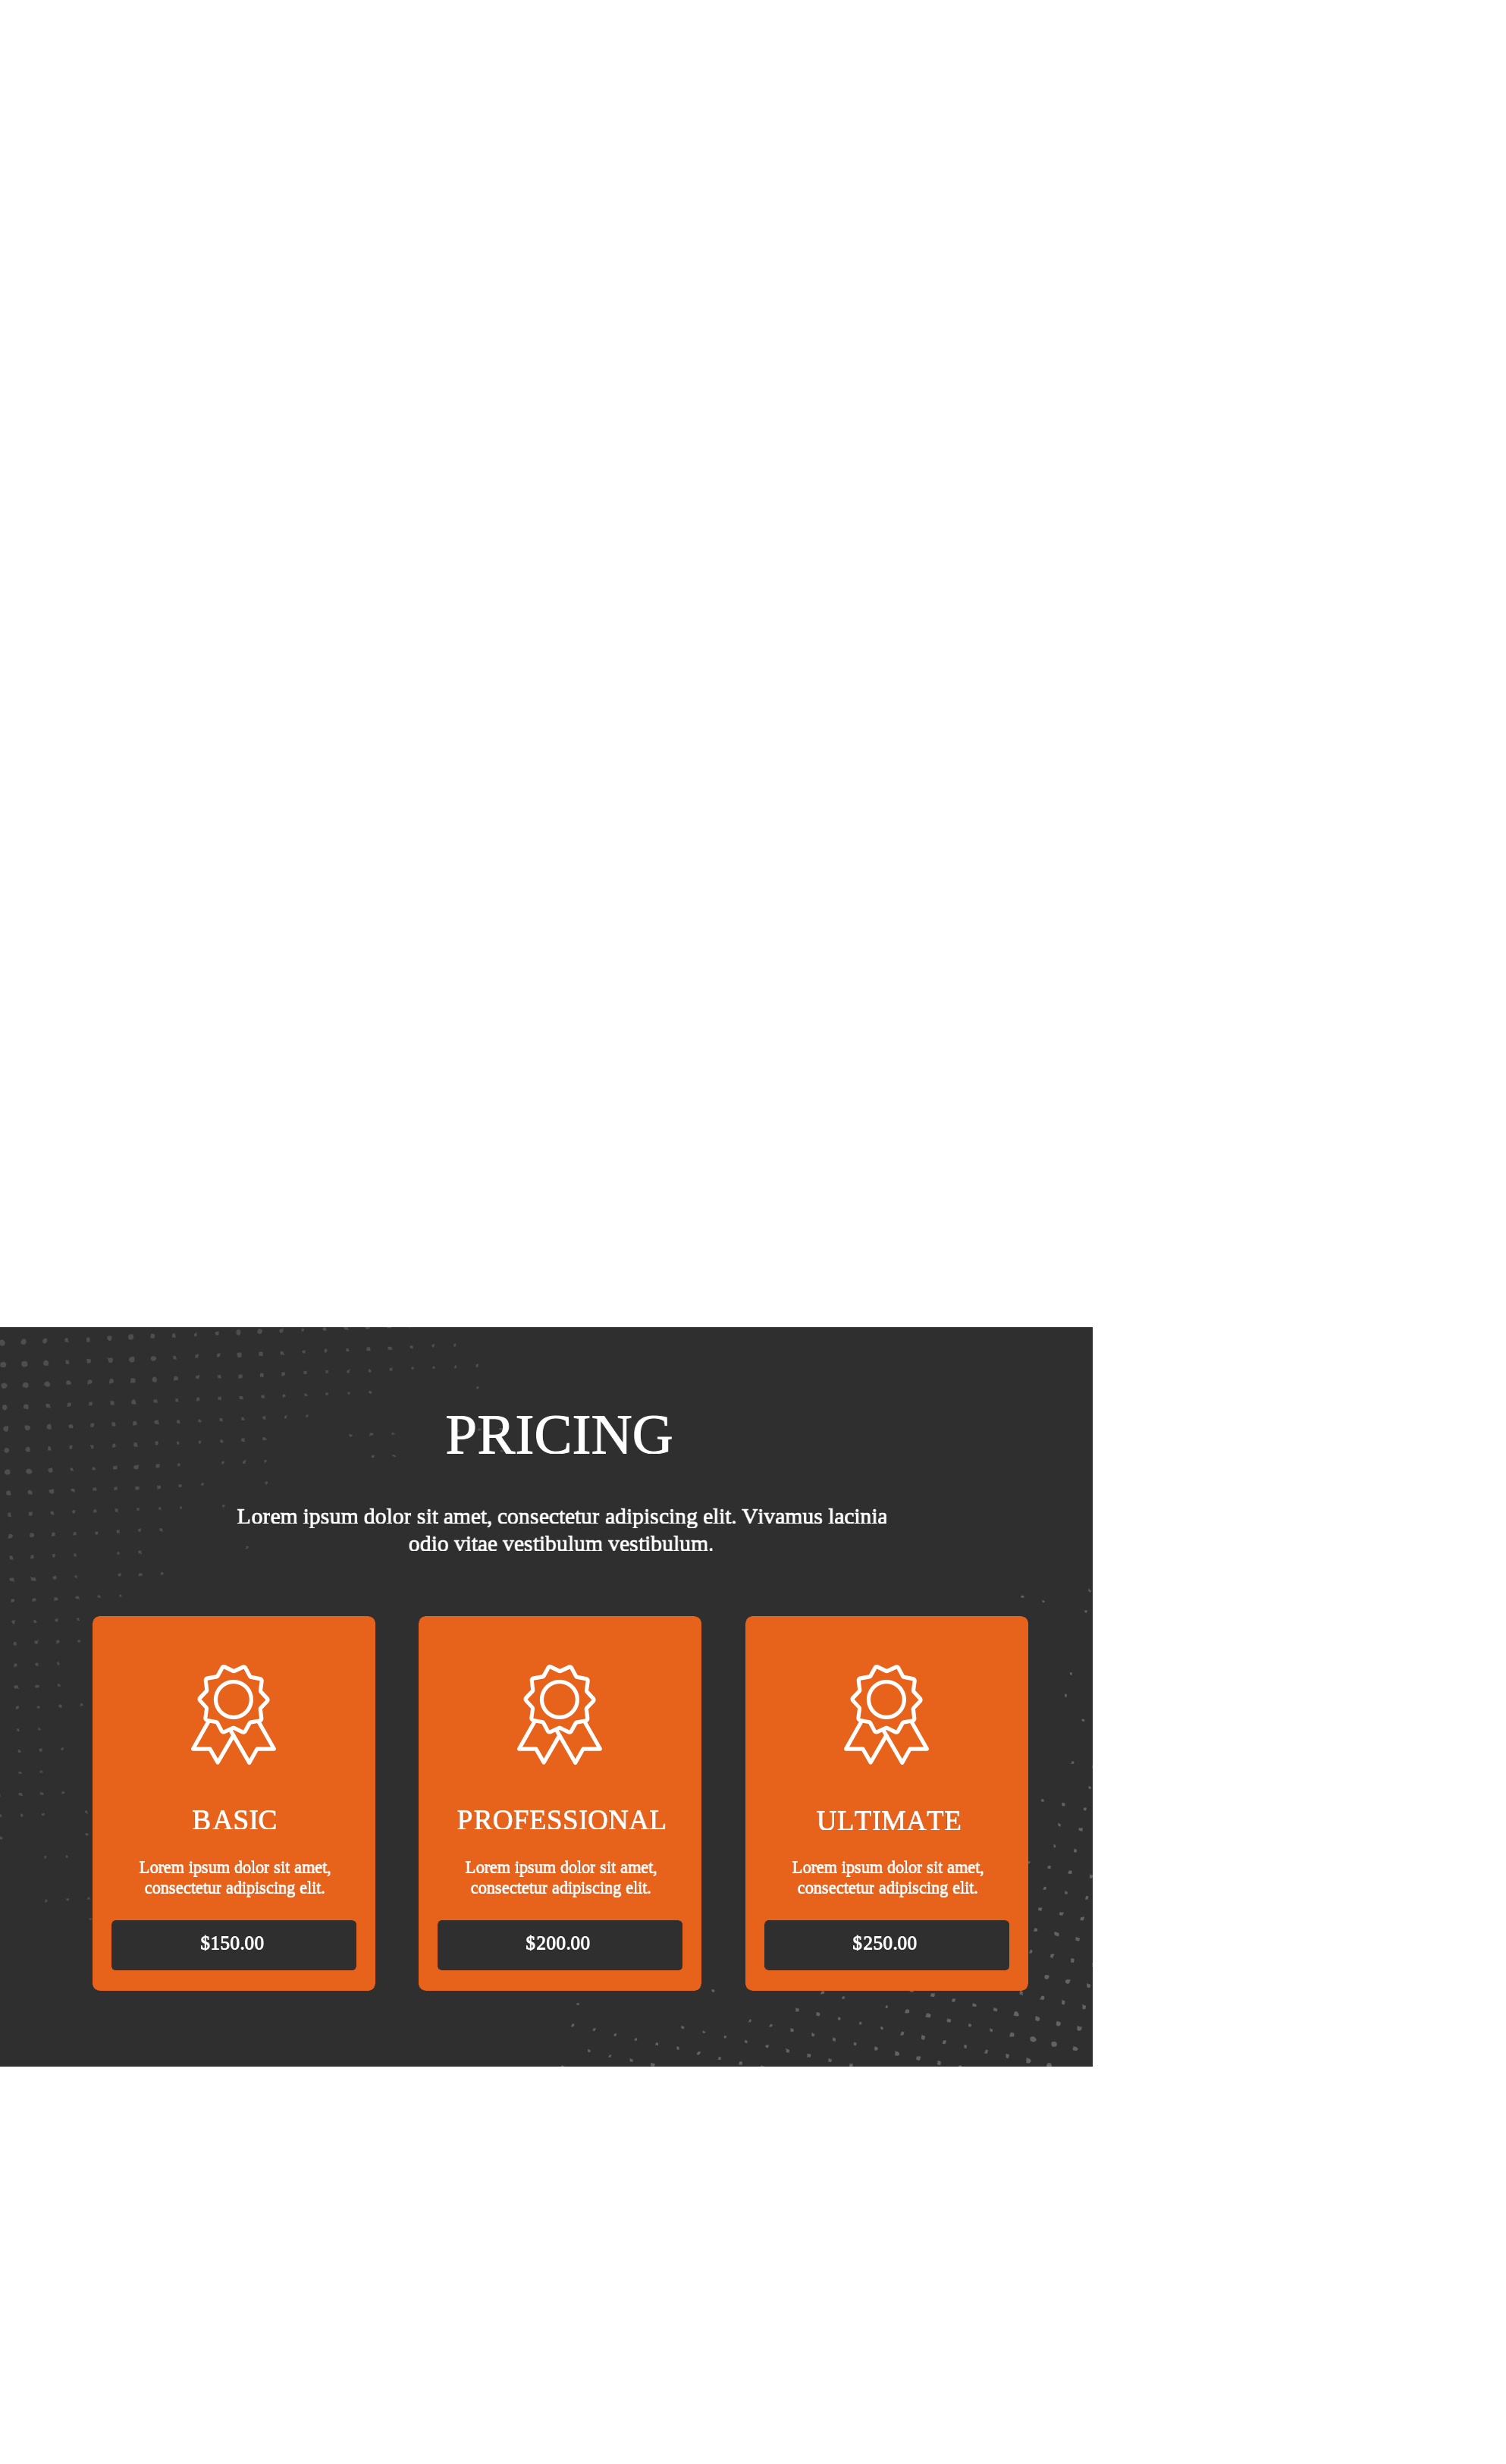 PRICING
Lorem ipsum dolor sit amet, consectetur adipiscing elit. Vivamus lacinia
odio vitae vestibulum vestibulum.
BASIC
Lorem ipsum dolor sit amet,
consectetur adipiscing elit.
$150.00
PROFESSIONAL
Lorem ipsum dolor sit amet,
consectetur adipiscing elit.
$200.00
ULTIMATE
Lorem ipsum dolor sit amet,
consectetur adipiscing elit.
$250.00